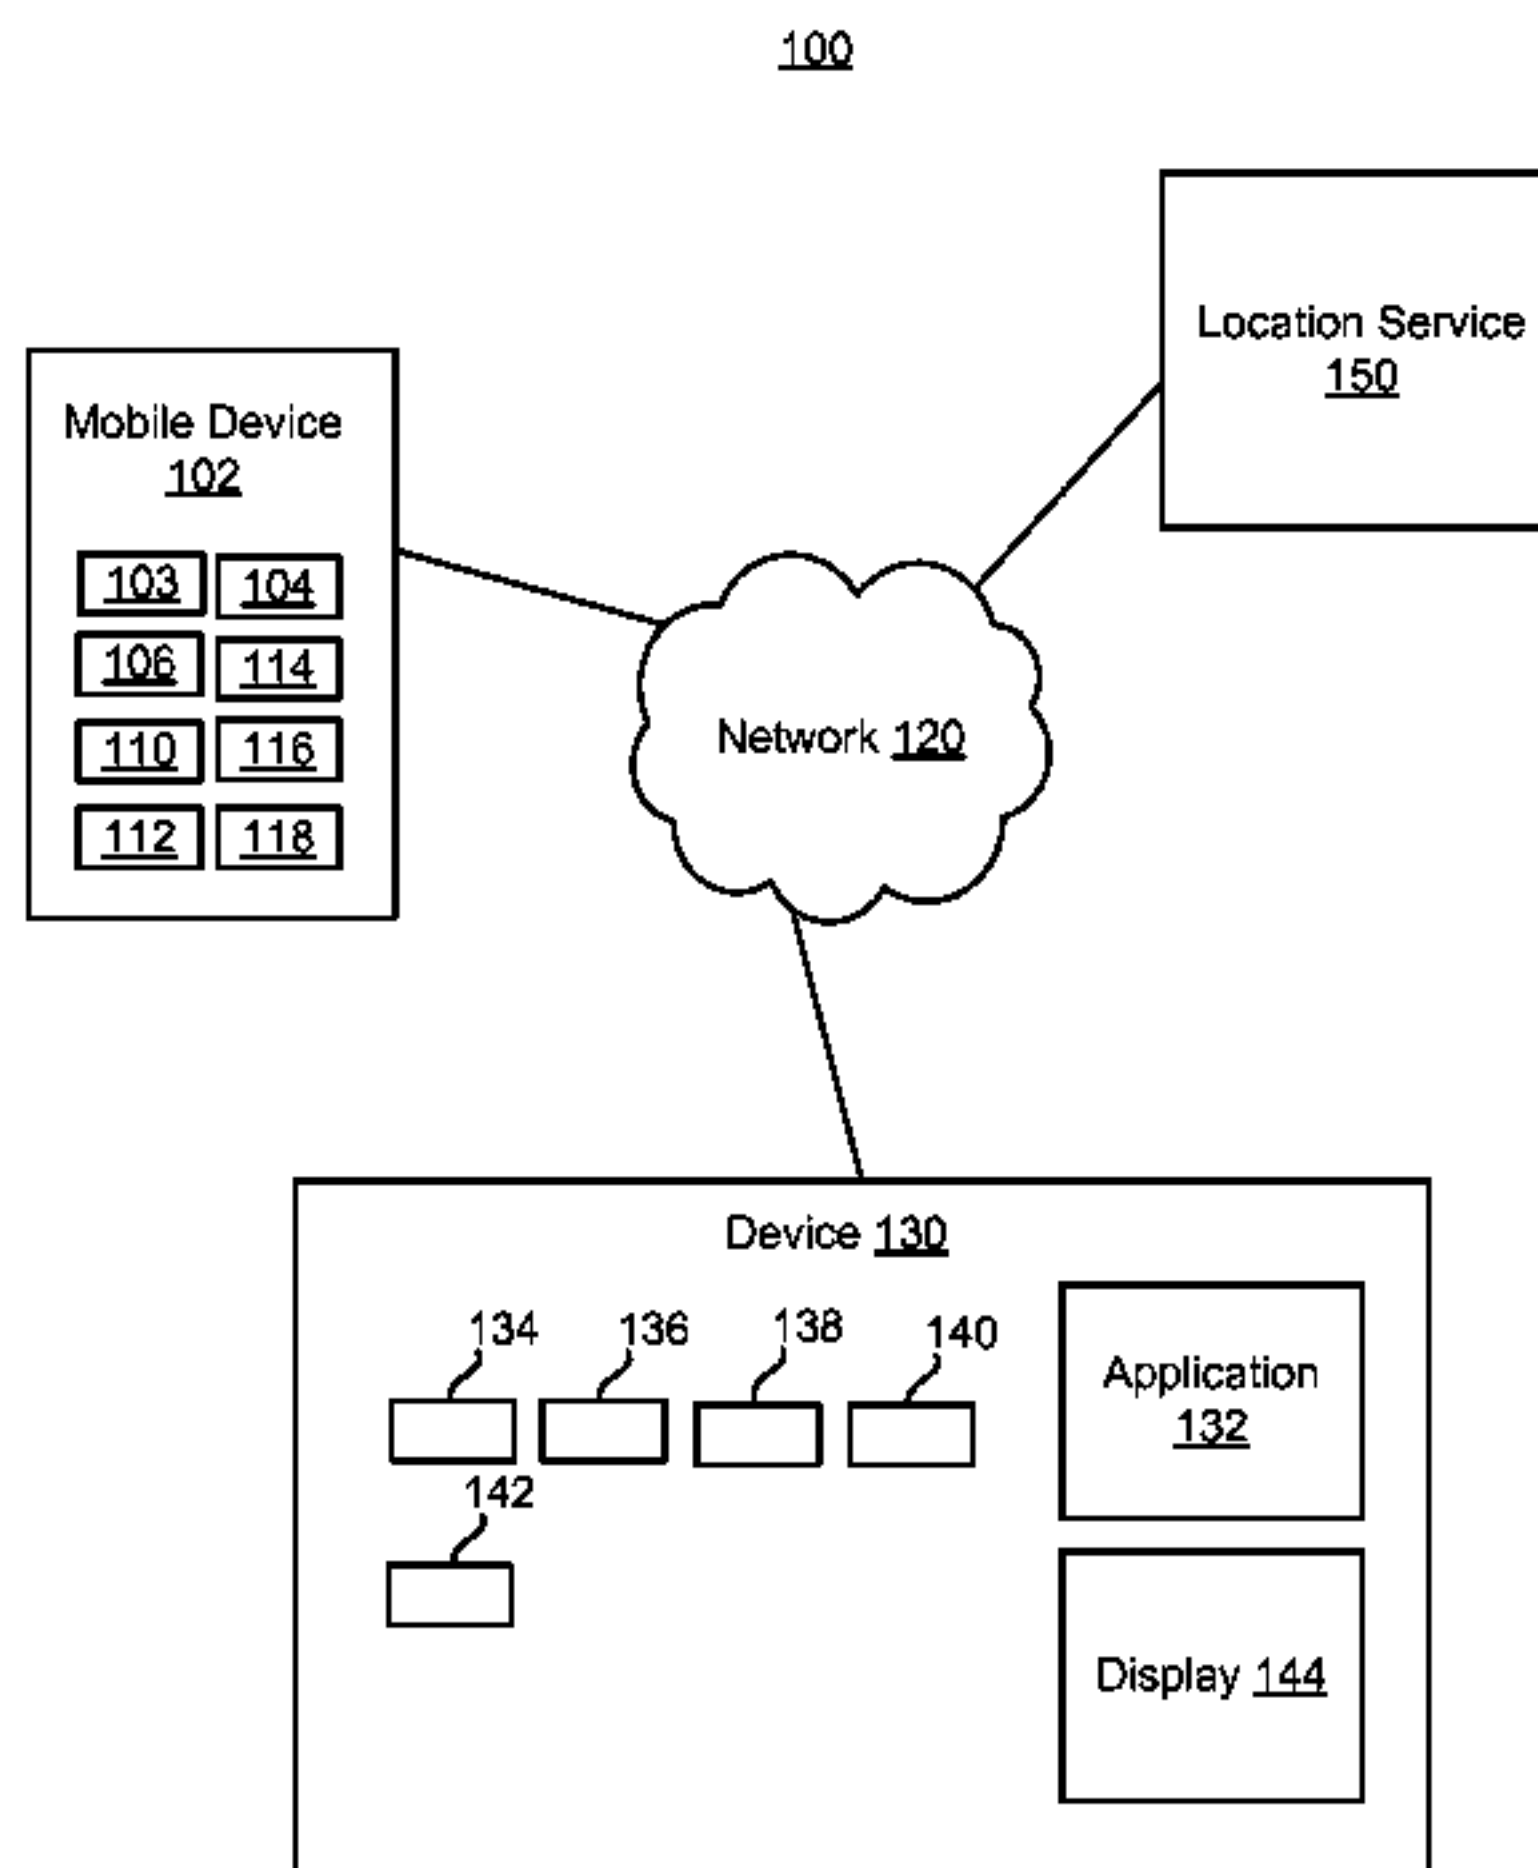 100
Location Service
150
Mobile Device
102
103 104
106 114
110 116
112 118
Network 120
Device 130
134 136 138 140
142
Application
132
Display 144